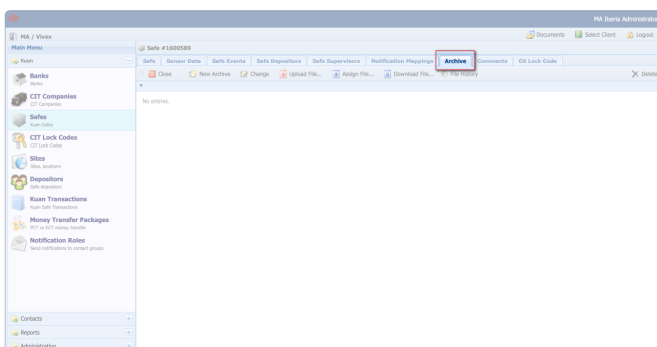 MA Iberia Administrator
MA / Vivex
Documents Select Client Logout
Main Menu
Safe #1600589
Kuan
Safe Sensor Data Safe Events Safe Depositors Safe Supervisors Notification Mappings Archive Comments Cit Lock Code
Close New Archive Change Upload File... Assign File... Download File... File History Delete
No entries.
Banks
Banks
CIT Companies
CIT Companies
Safes
Kuan Safes
CIT Lock Codes
CIT Lock Codes
Sites
Sites, locations
Depositors
Safe depositors
Kuan Transactions
Kuan Safe Transactions
Money Transfer Packages
PCT vs ECT money transfer
Notification Roles
Send notifications to contact groups
Contacts
Reports
Administration